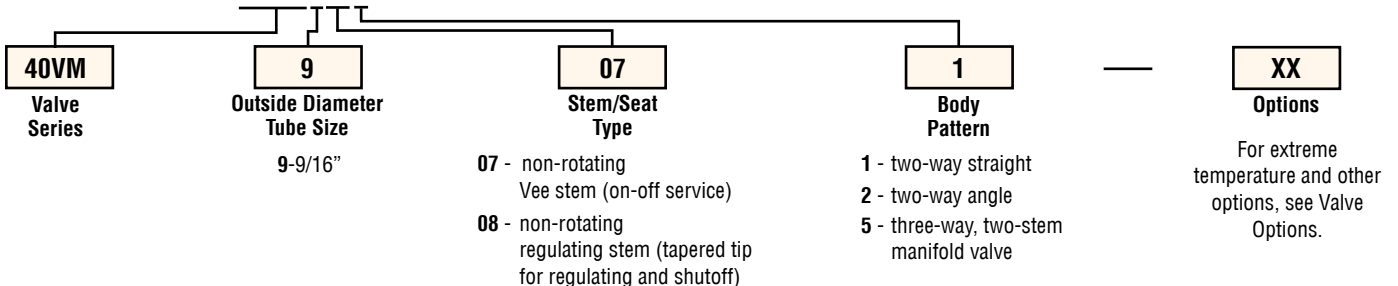 40VM
Valve
Series
9
Outside Diameter
Tube Size
9-9/16”
07
Stem/Seat
Type
07 - non-rotating
Vee stem (on-off service)
08 - non-rotating
regulating stem (tapered tip
for regulating and shutoff)
1
Body
Pattern
1 - two-way straight
2 - two-way angle
5 - three-way, two-stem
manifold valve
—
XX
Options
For extreme
temperature and other
options, see Valve
Options.